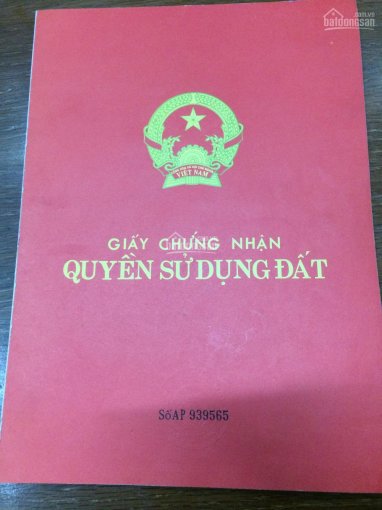 batdongsan
VIỆT NAM
GIẤY CHỨNG NHẬN
QUYỀN SỬ DỤNG ĐẤT
Số AP 939565